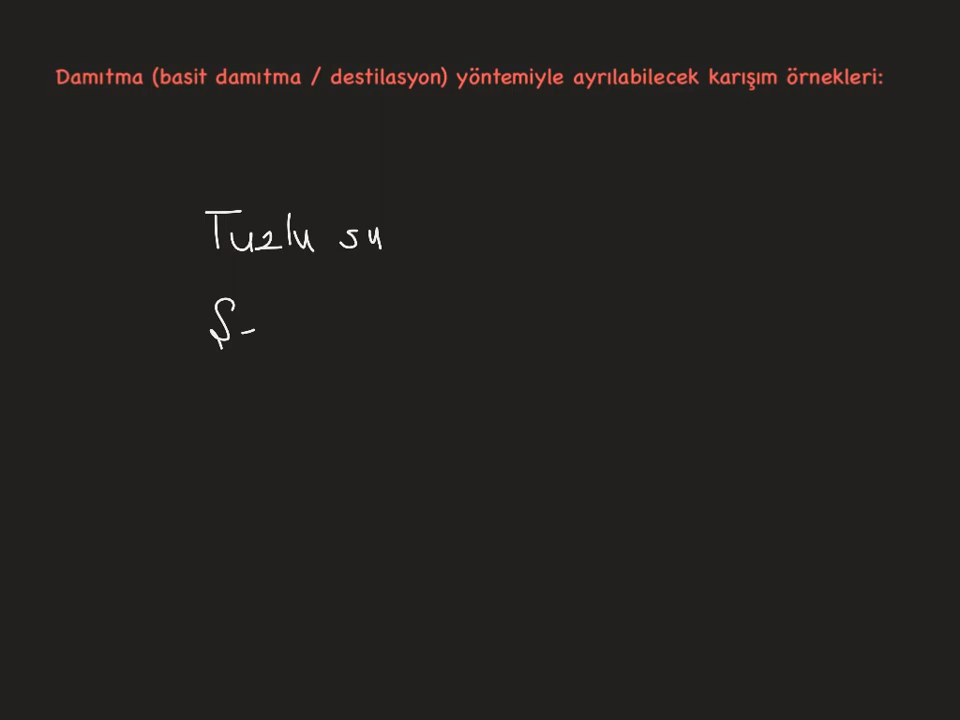 Damıtma (basit damıtma / destilasyon) yöntemiyle ayrılabilecek karışım örnekleri:
Tuzlu su
Ş